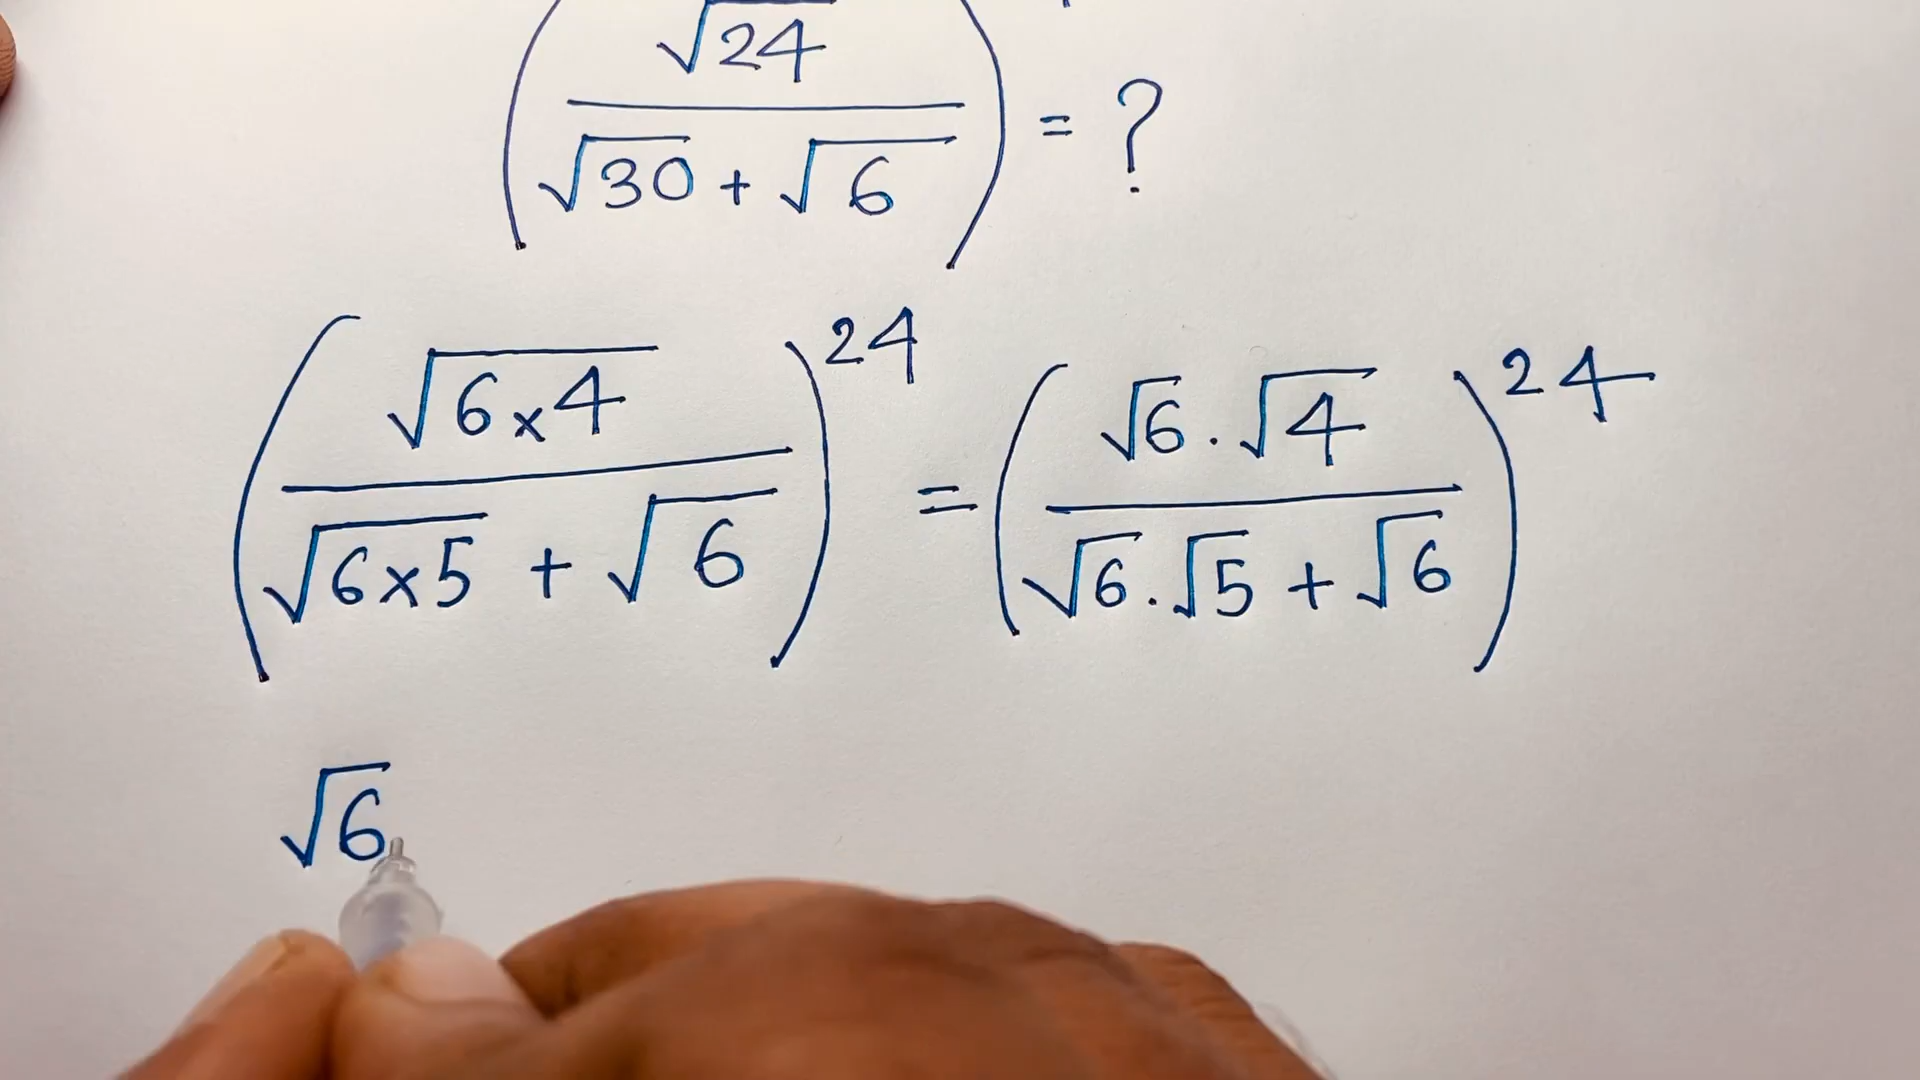 (√24 / (√30 + √6)) = ?
(√(6×4) / (√(6×5) + √6))^24 = (√6 · √4 / (√6 · √5 + √6))^24
√6